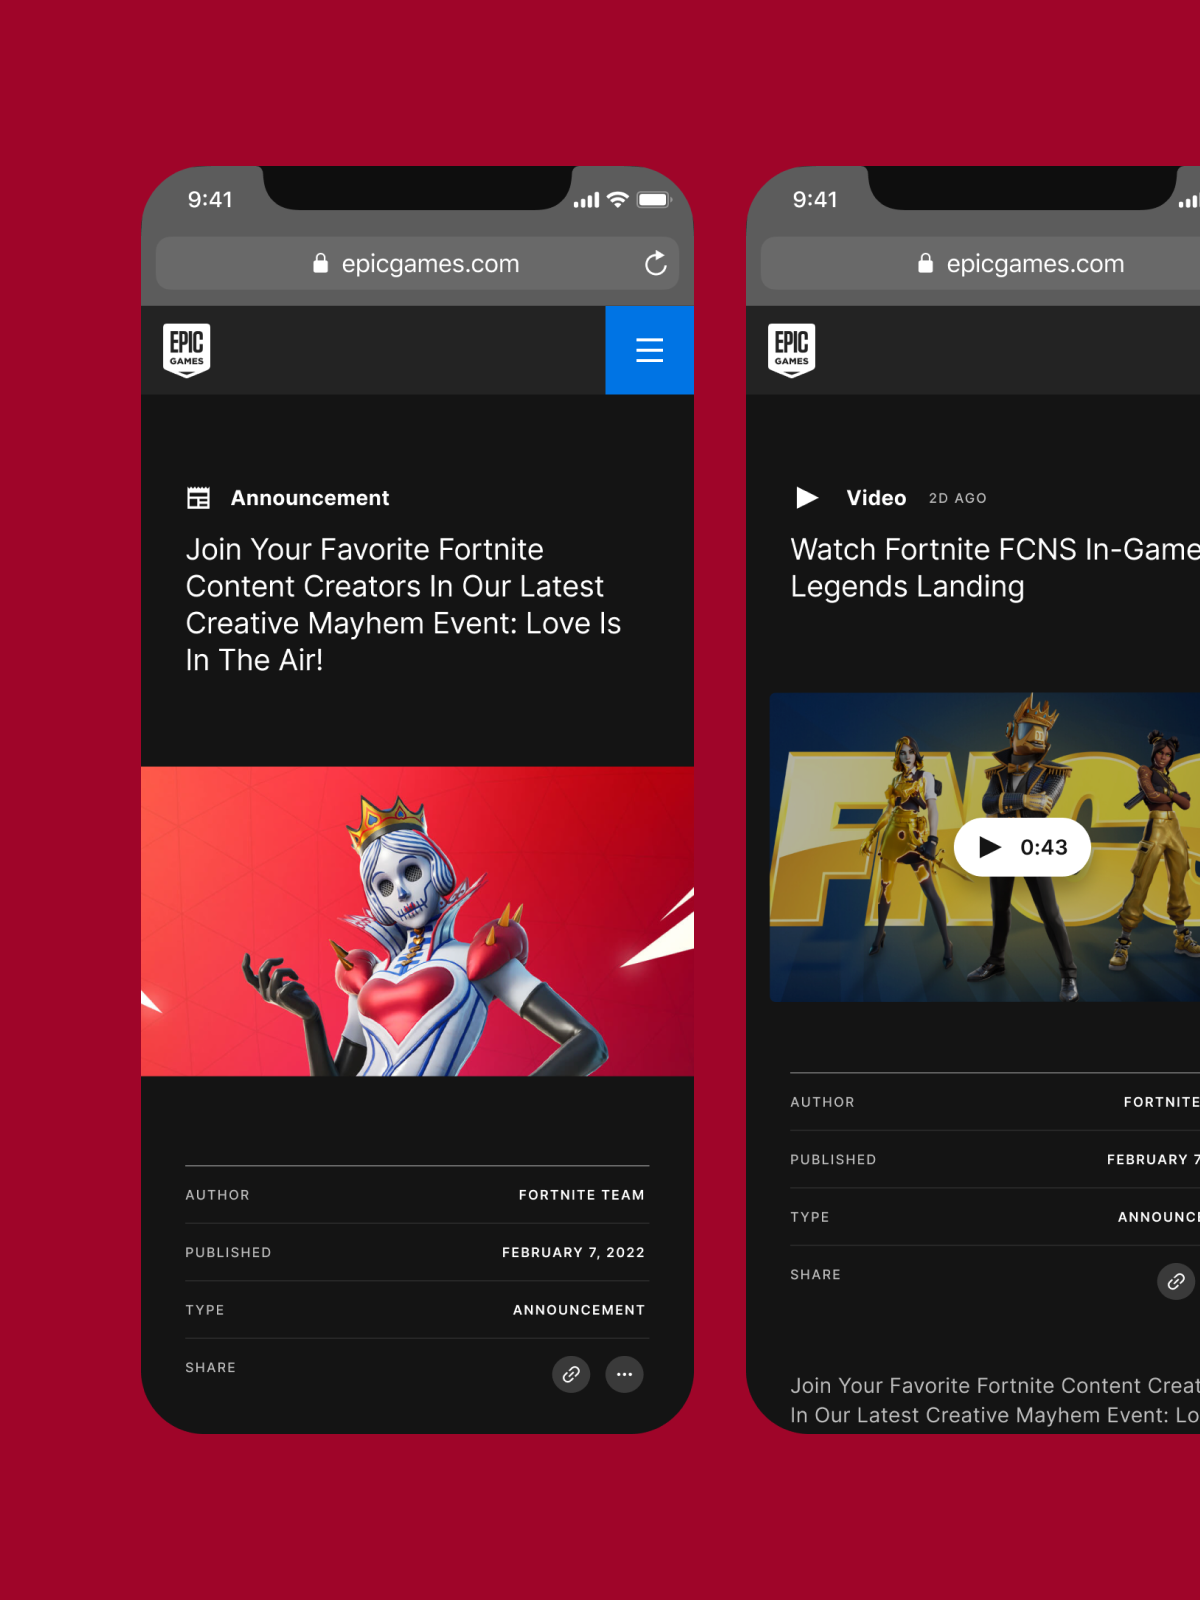 9:41
epicgames.com
EPIC
GAMES
Announcement
Join Your Favorite Fortnite
Content Creators In Our Latest
Creative Mayhem Event: Love Is
In The Air!
AUTHOR FORTNITE TEAM
PUBLISHED FEBRUARY 7, 2022
TYPE ANNOUNCEMENT
SHARE
9:41
epicgames.com
EPIC
GAMES
Video 2D AGO
Watch Fortnite FCNS In-Game
Legends Landing
FNCS
0:43
AUTHOR FORTNITE
PUBLISHED FEBRUARY 7
TYPE ANNOUNCE
SHARE
Join Your Favorite Fortnite Content Creat
In Our Latest Creative Mayhem Event: Lo